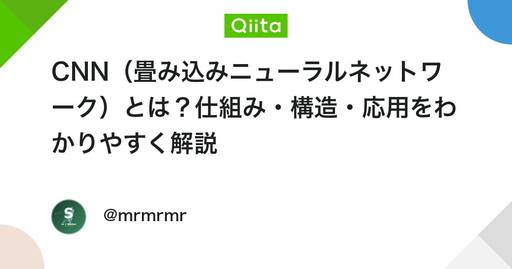 Qiita
CNN（畳み込みニューラルネットワ
ーク）とは？仕組み・構造・応用をわ
かりやすく解説
@mrmrmr